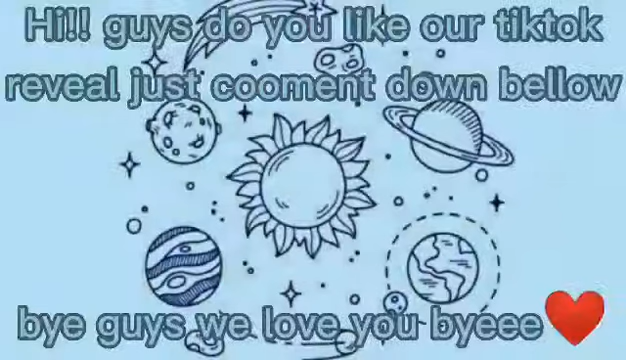 Hi!! guys do you like our tiktok
reveal just cooment down bellow
bye guys we love you byeee❤️